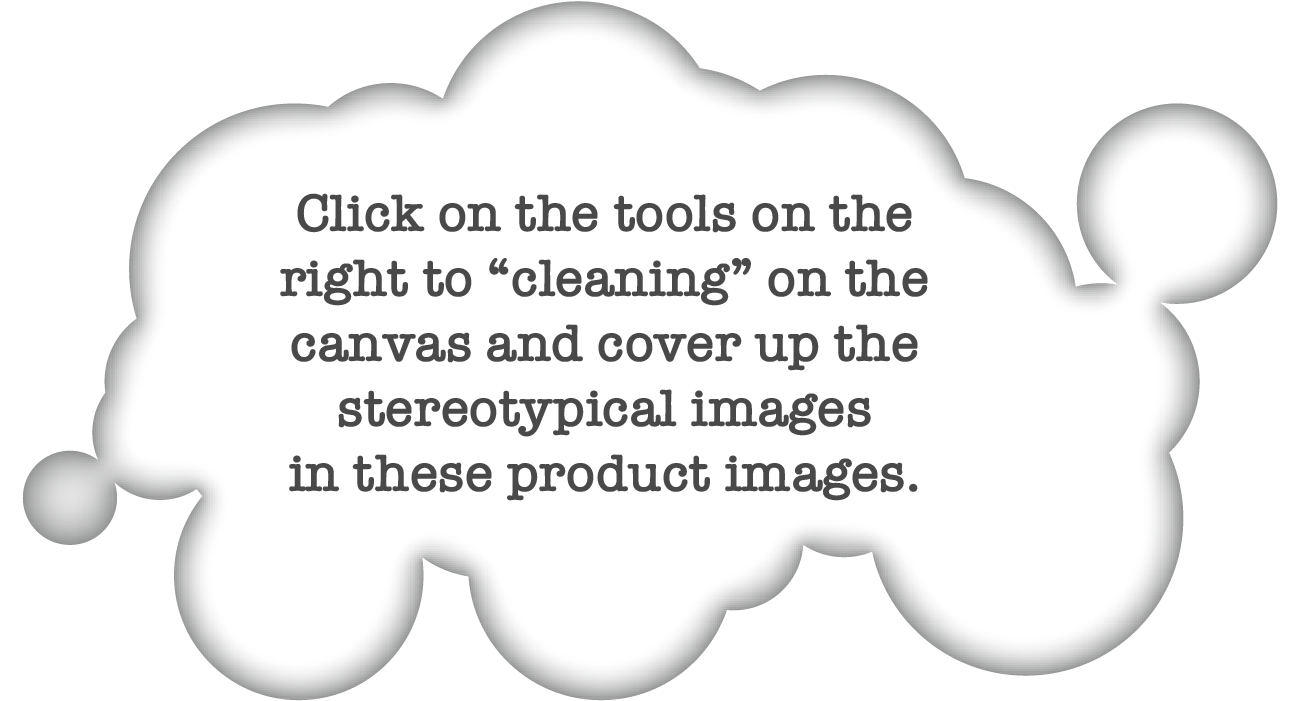 Click on the tools on the
right to “cleaning” on the
canvas and cover up the
stereotypical images
in these product images.